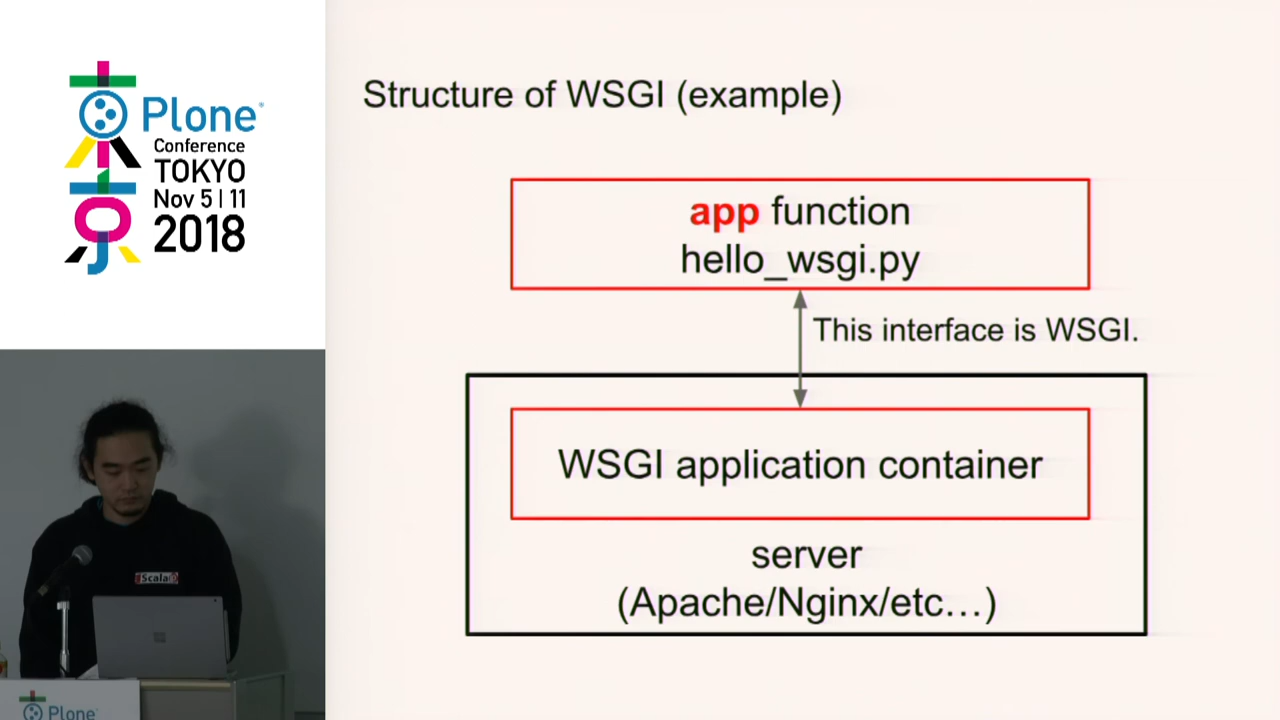 Plone®
Conference
TOKYO
Nov 5 | 11
2018
Structure of WSGI (example)
app function
hello_wsgi.py
This interface is WSGI.
WSGI application container
server
(Apache/Nginx/etc…)
Plone